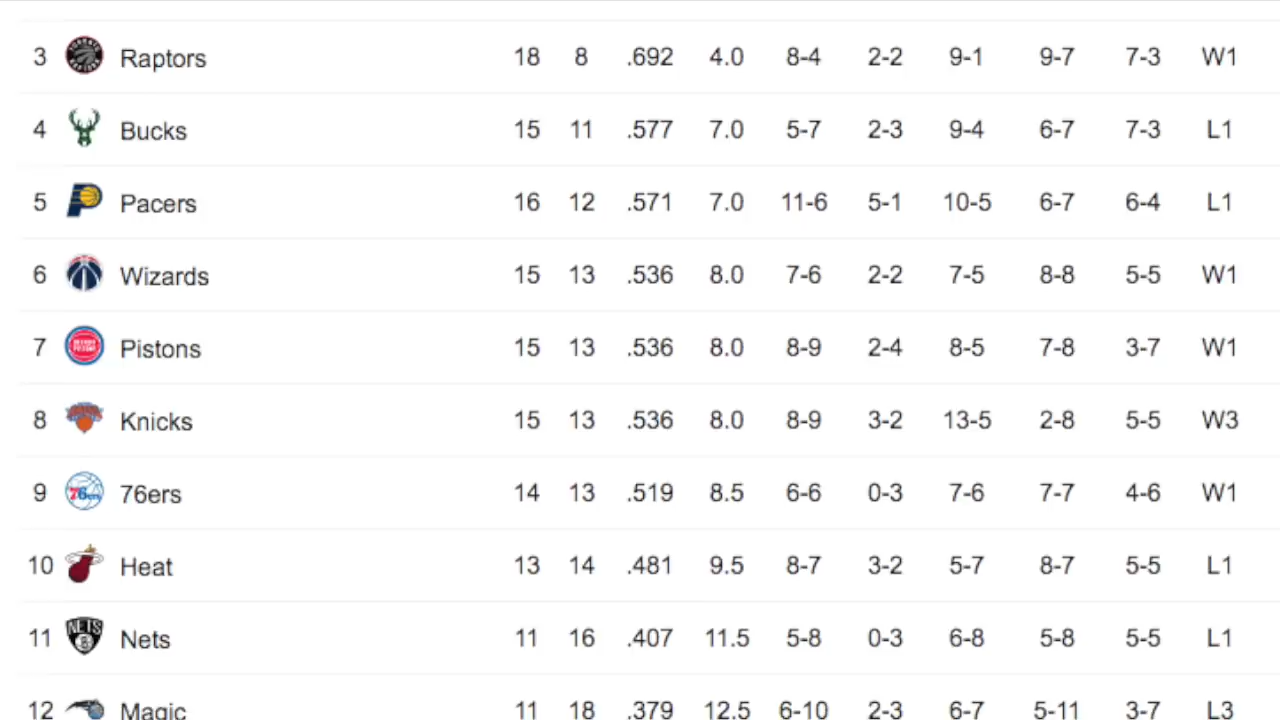 3 Raptors 18 8 .692 4.0 8-4 2-2 9-1 9-7 7-3 W1
4 Bucks 15 11 .577 7.0 5-7 2-3 9-4 6-7 7-3 L1
5 Pacers 16 12 .571 7.0 11-6 5-1 10-5 6-7 6-4 L1
6 Wizards 15 13 .536 8.0 7-6 2-2 7-5 8-8 5-5 W1
7 Pistons 15 13 .536 8.0 8-9 2-4 8-5 7-8 3-7 W1
8 Knicks 15 13 .536 8.0 8-9 3-2 13-5 2-8 5-5 W3
9 76ers 14 13 .519 8.5 6-6 0-3 7-6 7-7 4-6 W1
10 Heat 13 14 .481 9.5 8-7 3-2 5-7 8-7 5-5 L1
11 NETS Nets 11 16 .407 11.5 5-8 0-3 6-8 5-8 5-5 L1
12 Magic 11 18 .379 12.5 6-10 2-3 6-7 5-11 3-7 L3